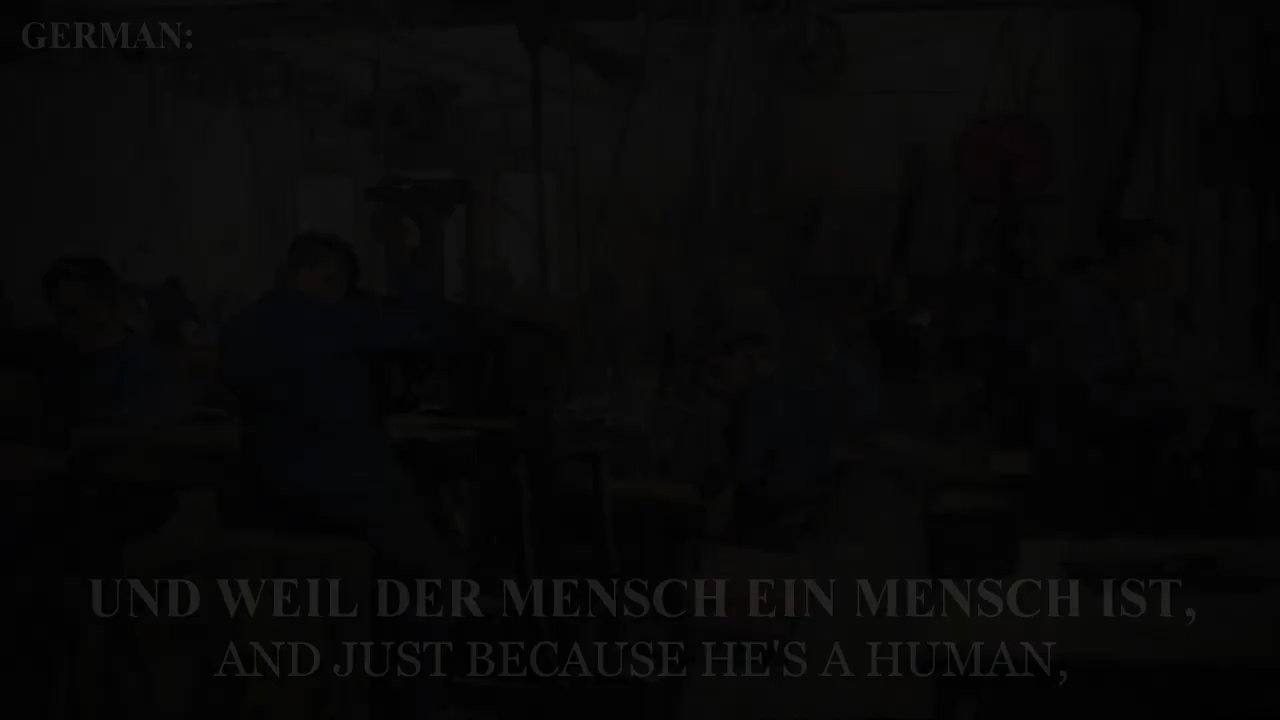 GERMAN:
UND WEIL DER MENSCH EIN MENSCH IST,
AND JUST BECAUSE HE'S A HUMAN,